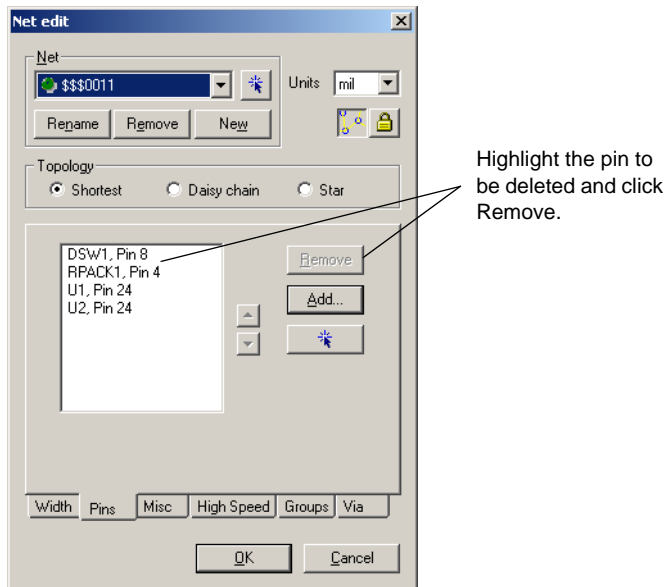 Net edit
Net
$$$0011
Units
mil
Rename
Remove
New
Topology
Shortest
Daisy chain
Star
Highlight the pin to
be deleted and click
Remove.
DSW1, Pin 8
RPACK1, Pin 4
U1, Pin 24
U2, Pin 24
Remove
Add...
Width
Pins
Misc
High Speed
Groups
Via
OK
Cancel